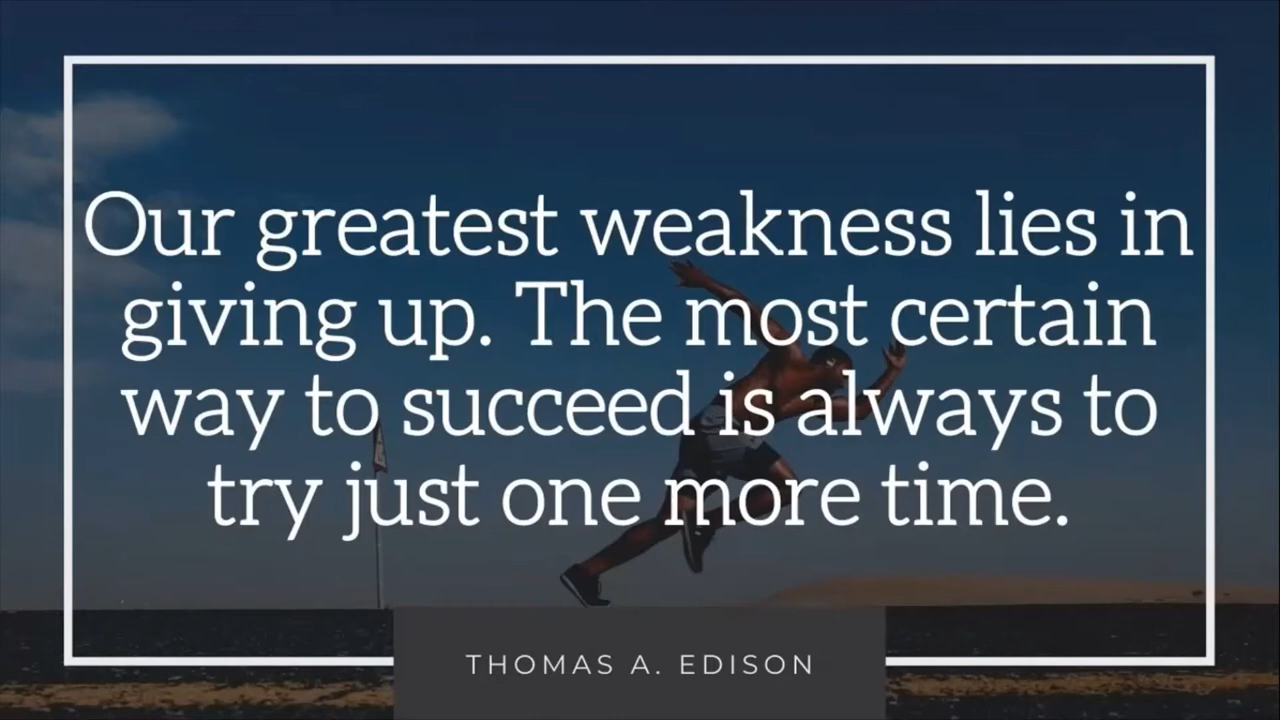 Our greatest weakness lies in
giving up. The most certain
way to succeed is always to
try just one more time.
THOMAS A. EDISON